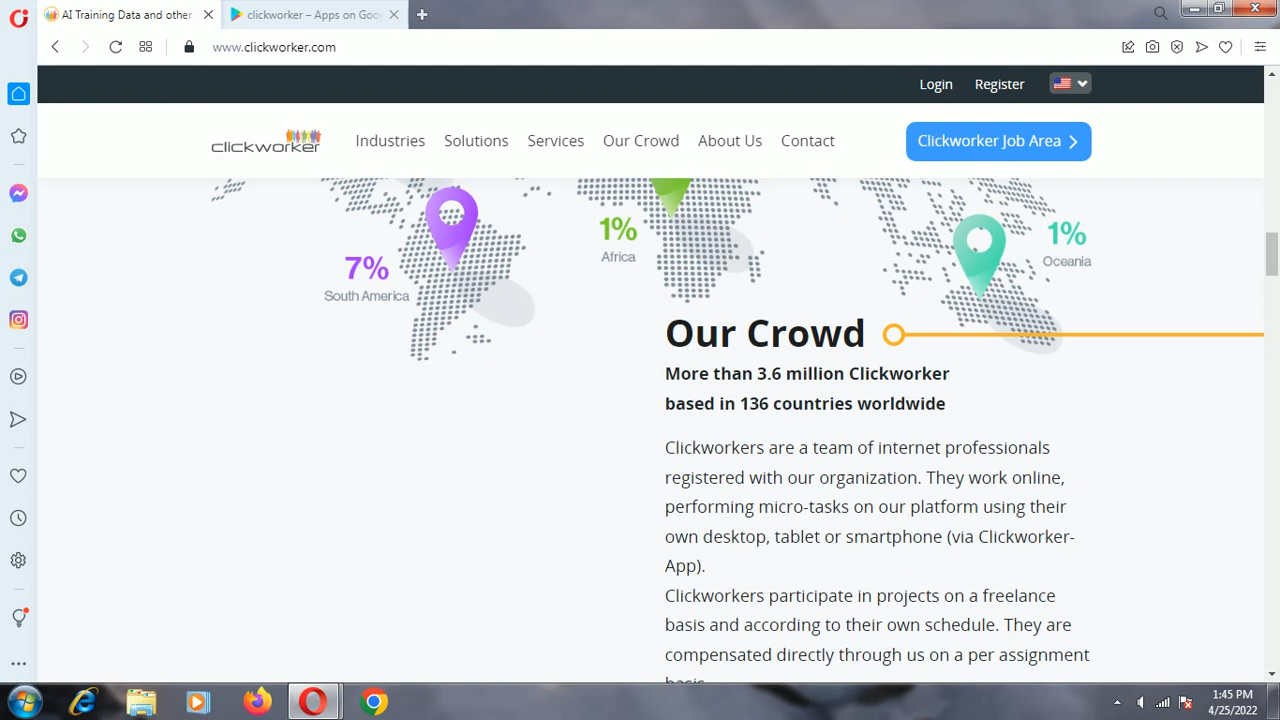 AI Training Data and other
clickworker – Apps on Goo
www.clickworker.com
Login Register
clickworker
Industries Solutions Services Our Crowd About Us Contact
Clickworker Job Area
7%
South America
1%
Africa
1%
Oceania
Our Crowd
More than 3.6 million Clickworker
based in 136 countries worldwide
Clickworkers are a team of internet professionals
registered with our organization. They work online,
performing micro-tasks on our platform using their
own desktop, tablet or smartphone (via Clickworker-
App).
Clickworkers participate in projects on a freelance
basis and according to their own schedule. They are
compensated directly through us on a per assignment
basis.
1:45 PM
4/25/2022